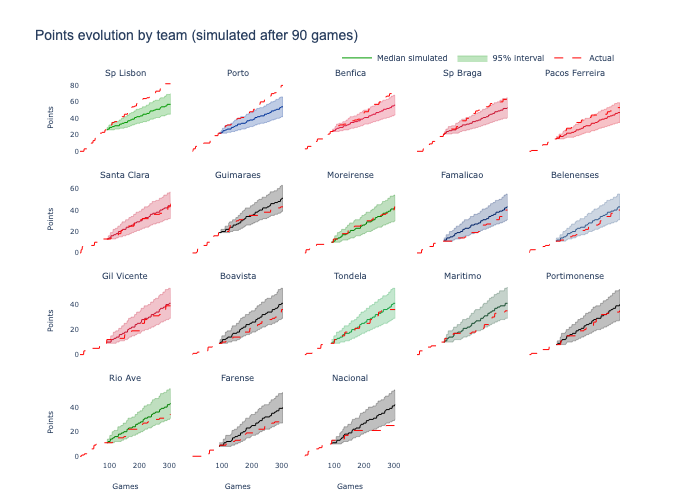 Points evolution by team (simulated after 90 games)
Median simulated 95% interval Actual
Sp Lisbon Porto Benfica Sp Braga Pacos Ferreira
80
60
40
20
0
Points
Santa Clara Guimaraes Moreirense Famalicao Belenenses
60
40
20
0
Points
Gil Vicente Boavista Tondela Maritimo Portimonense
40
20
0
Points
Rio Ave Farense Nacional
40
20
0
Points
100 200 300 100 200 300 100 200 300
Games Games Games